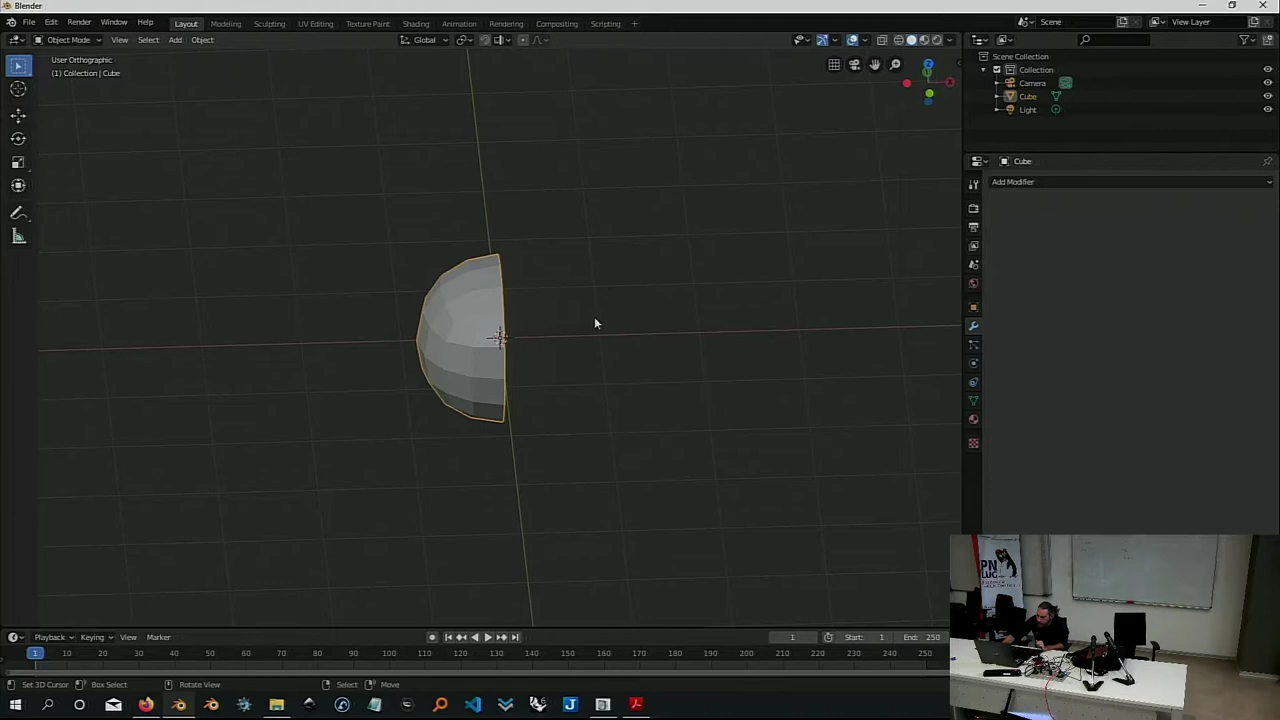 Blender
File Edit Render Window Help Layout Modeling Sculpting UV Editing Texture Paint Shading Animation Rendering Compositing Scripting + Scene View Layer
Object Mode View Select Add Object Global
User Orthographic
(1) Collection | Cube
Scene Collection
Collection
Camera
Cube
Light
Cube
Add Modifier
PN
LUG
Playback Keying View Marker 1 Start: 1 End: 250
1 10 20 30 40 50 60 70 80 90 100 110 120 130 140 150 160 170 180 190 200 210 220 230 240 250
Set 3D Cursor Box Select Rotate View Select Move